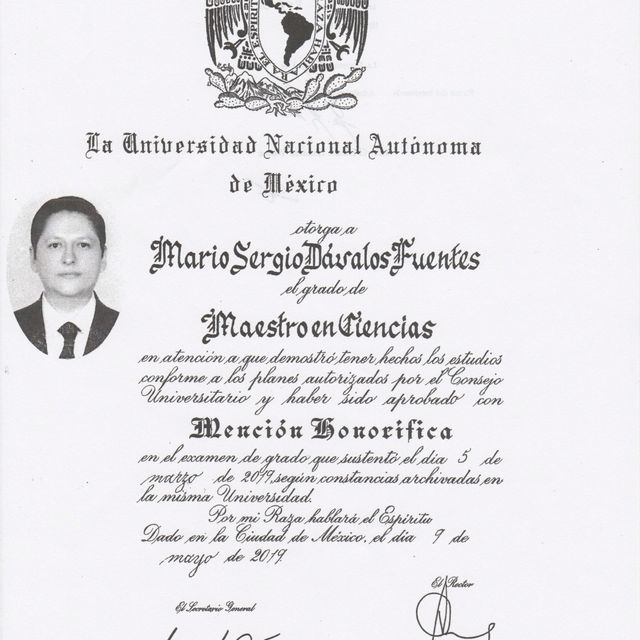 La Universidad Nacional Autónoma
de México
otorga a
Mario Sergio Dávalos Fuentes
el grado de
Maestro en Ciencias
en atención a que demostró tener hechos los estudios
conforme a los planes autorizados por el Consejo
Universitario y haber sido aprobado con
Mención Honorífica
en el examen de grado que sustentó el día 5 de
marzo de 2019, según constancias archivadas en
la misma Universidad.
Por mi Raza hablará el Espíritu
Dado en la Ciudad de México, el día 9 de
mayo de 2019.
El Rector
El Secretario General